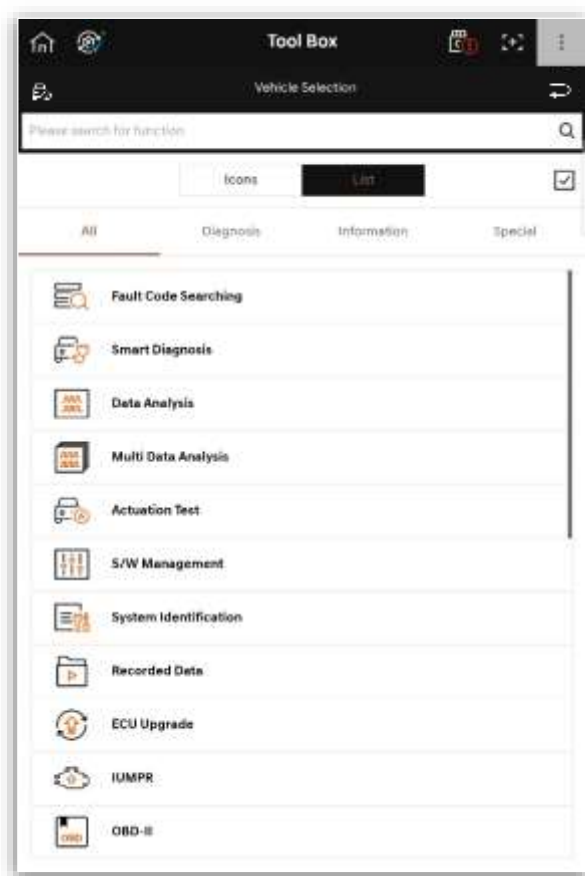 Tool Box
Vehicle Selection
Please search for function
Icons
List
All
Diagnosis
Information
Special
Fault Code Searching
Smart Diagnosis
Data Analysis
Multi Data Analysis
Actuation Test
S/W Management
System Identification
Recorded Data
ECU Upgrade
IUMPR
OBD
OBD-II